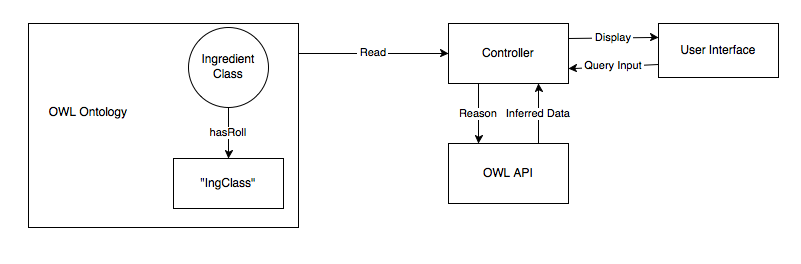 Ingredient
Class
OWL Ontology
hasRoll
"IngClass"
Read
Controller
Display
Query Input
User Interface
Reason
Inferred Data
OWL API